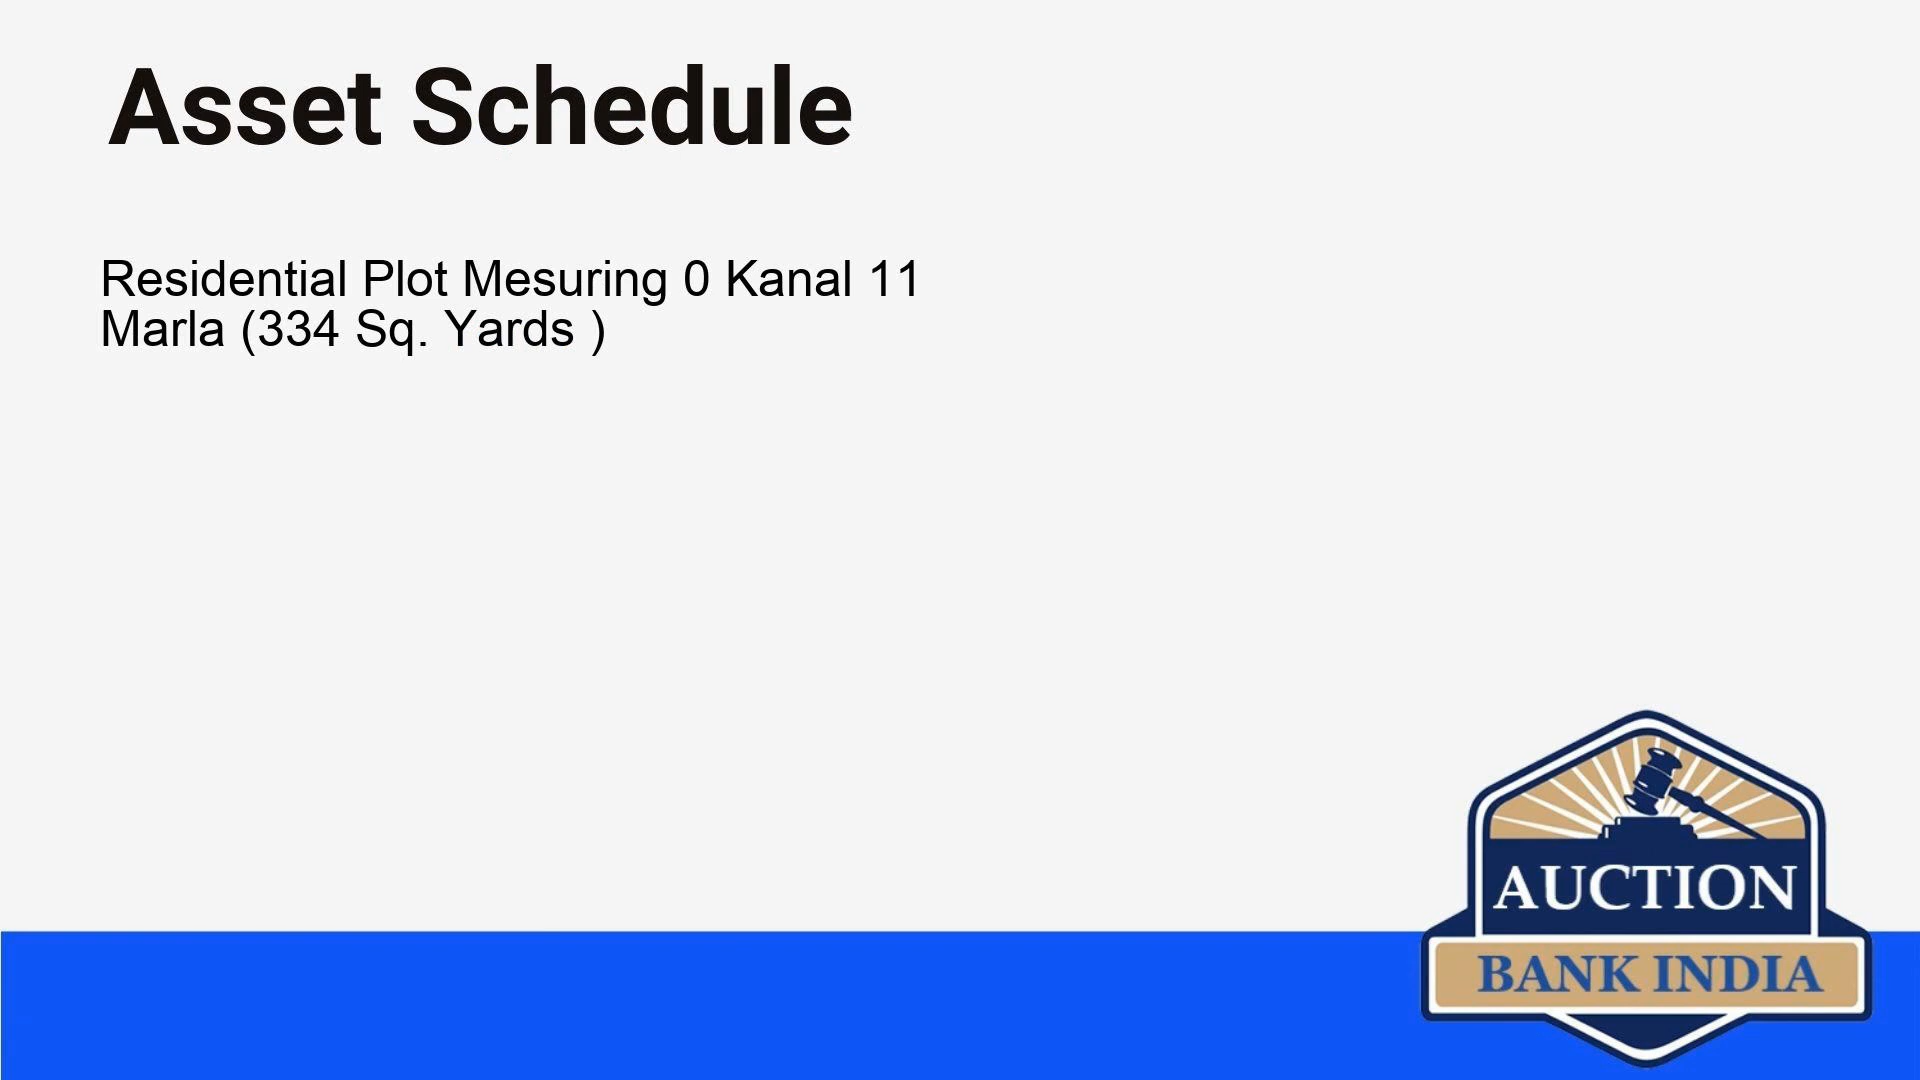 Asset Schedule
Residential Plot Mesuring 0 Kanal 11
Marla (334 Sq. Yards )
AUCTION
BANK INDIA